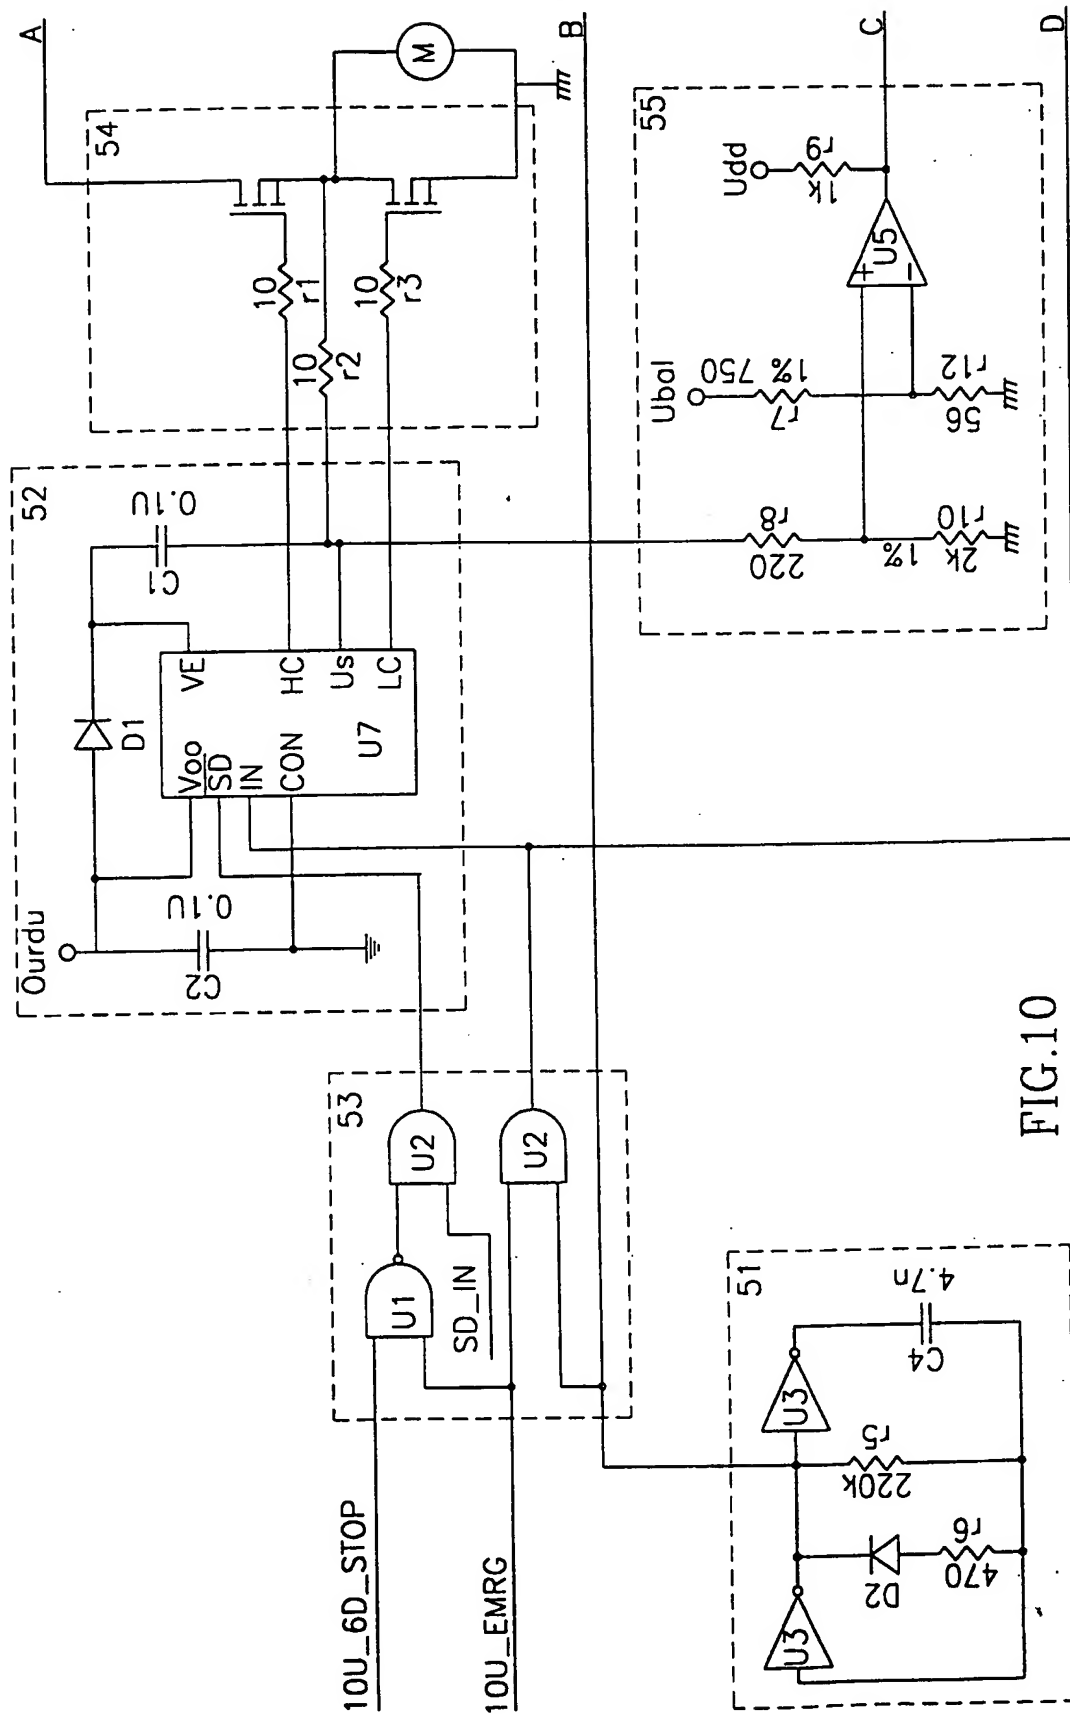 A
54
M
B
10
r1
10
r2
10
r3
52
0.1U
C1
D1
VE
HC
Us
LC
Voo
SD
IN
CON
U7
Ourdu
0.1U
C2
C
55
Udd
r9
1k
U5
+
−
Ubal
1% 750
r7
r12
56
r8
220
r10
1%
2k
D
53
U2
U2
U1
SD_IN
10U_6D_STOP
10U_EMRG
51
4.7n
C4
U3
r5
220k
r6
470
D2
U3
FIG.10